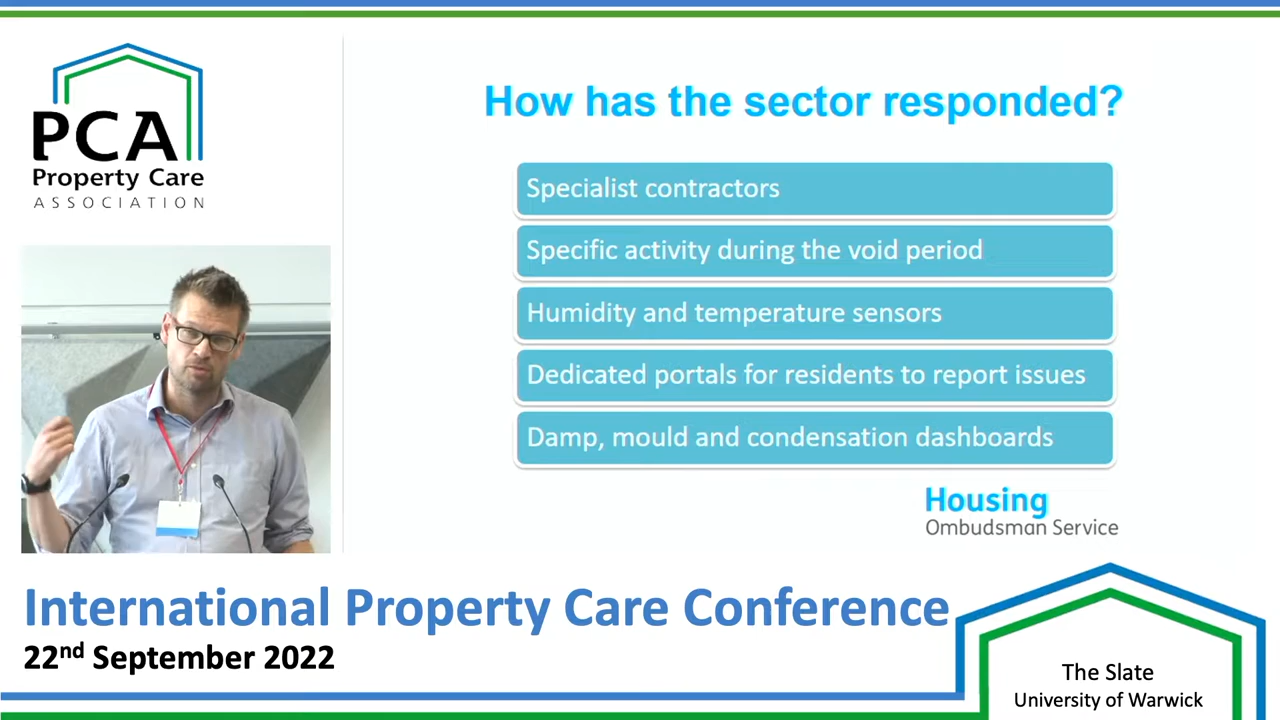 PCA
Property Care
ASSOCIATION
How has the sector responded?
Specialist contractors
Specific activity during the void period
Humidity and temperature sensors
Dedicated portals for residents to report issues
Damp, mould and condensation dashboards
Housing
Ombudsman Service
International Property Care Conference
22nd September 2022
The Slate
University of Warwick